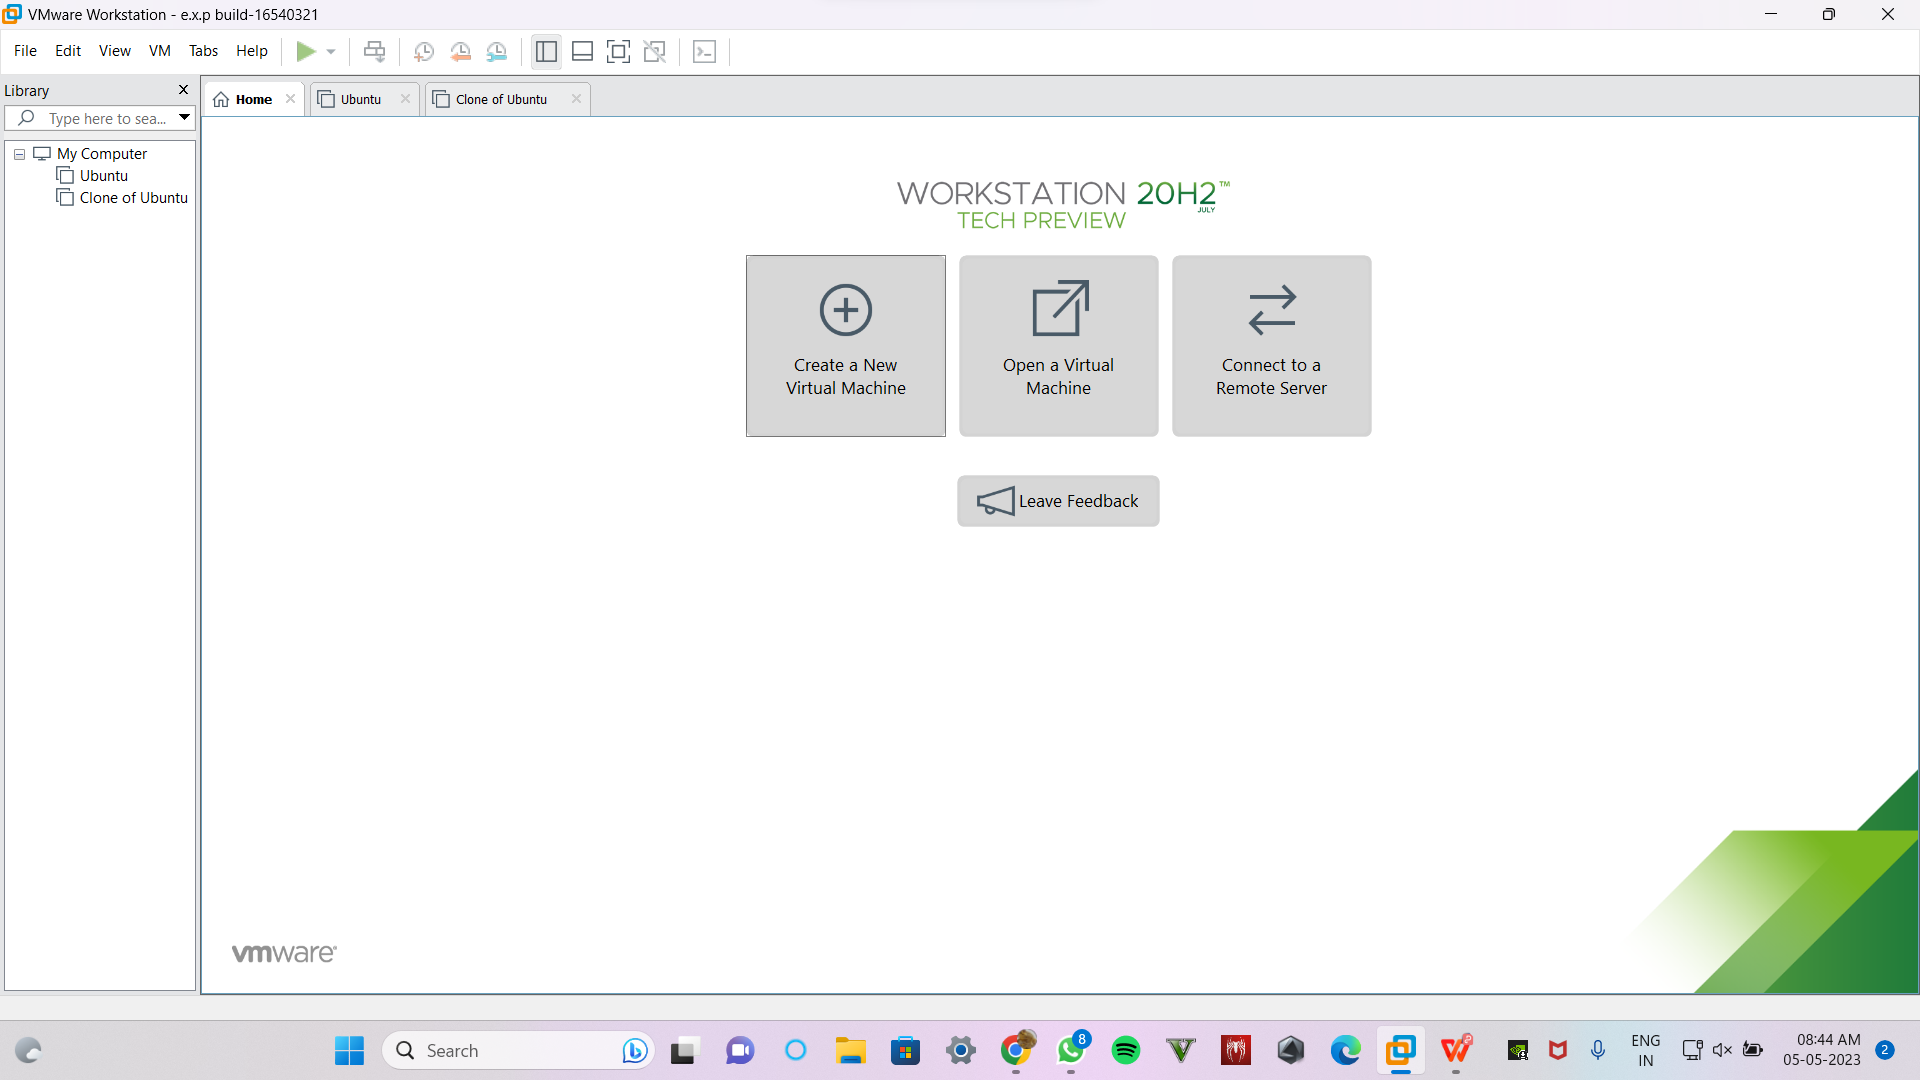 VMware Workstation - e.x.p build-16540321
File Edit View VM Tabs Help
Library
Type here to sea...
My Computer
Ubuntu
Clone of Ubuntu
Home
Ubuntu
Clone of Ubuntu
WORKSTATION 20H2™
JULY
TECH PREVIEW
Create a New
Virtual Machine
Open a Virtual
Machine
Connect to a
Remote Server
Leave Feedback
vmware®
Search
8
ENG
IN
08:44 AM
05-05-2023
2